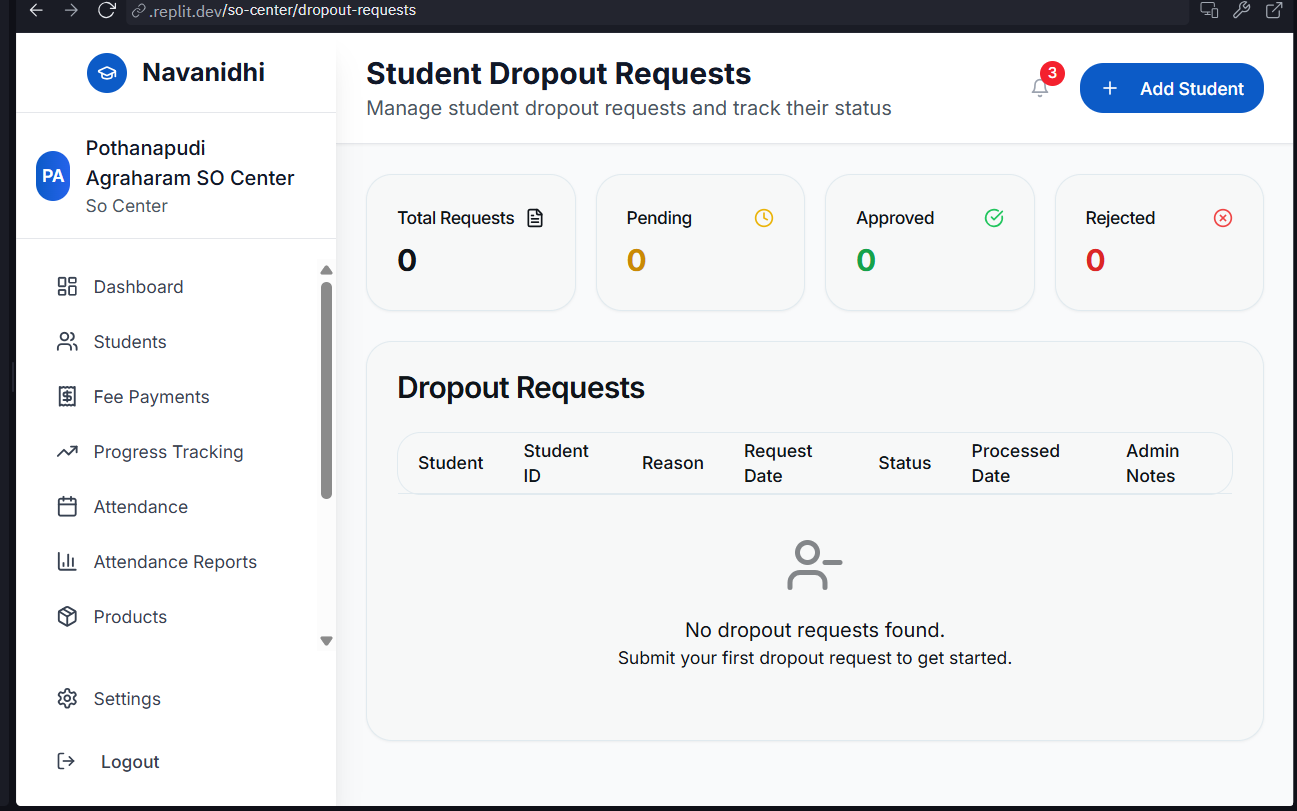 .replit.dev/so-center/dropout-requests
Navanidhi
Student Dropout Requests
Manage student dropout requests and track their status
3
+ Add Student
PA
Pothanapudi
Agraharam SO Center
So Center
Dashboard
Students
Fee Payments
Progress Tracking
Attendance
Attendance Reports
Products
Settings
Logout
Total Requests
0
Pending
0
Approved
0
Rejected
0
Dropout Requests
Student
Student
ID
Reason
Request
Date
Status
Processed
Date
Admin
Notes
No dropout requests found.
Submit your first dropout request to get started.